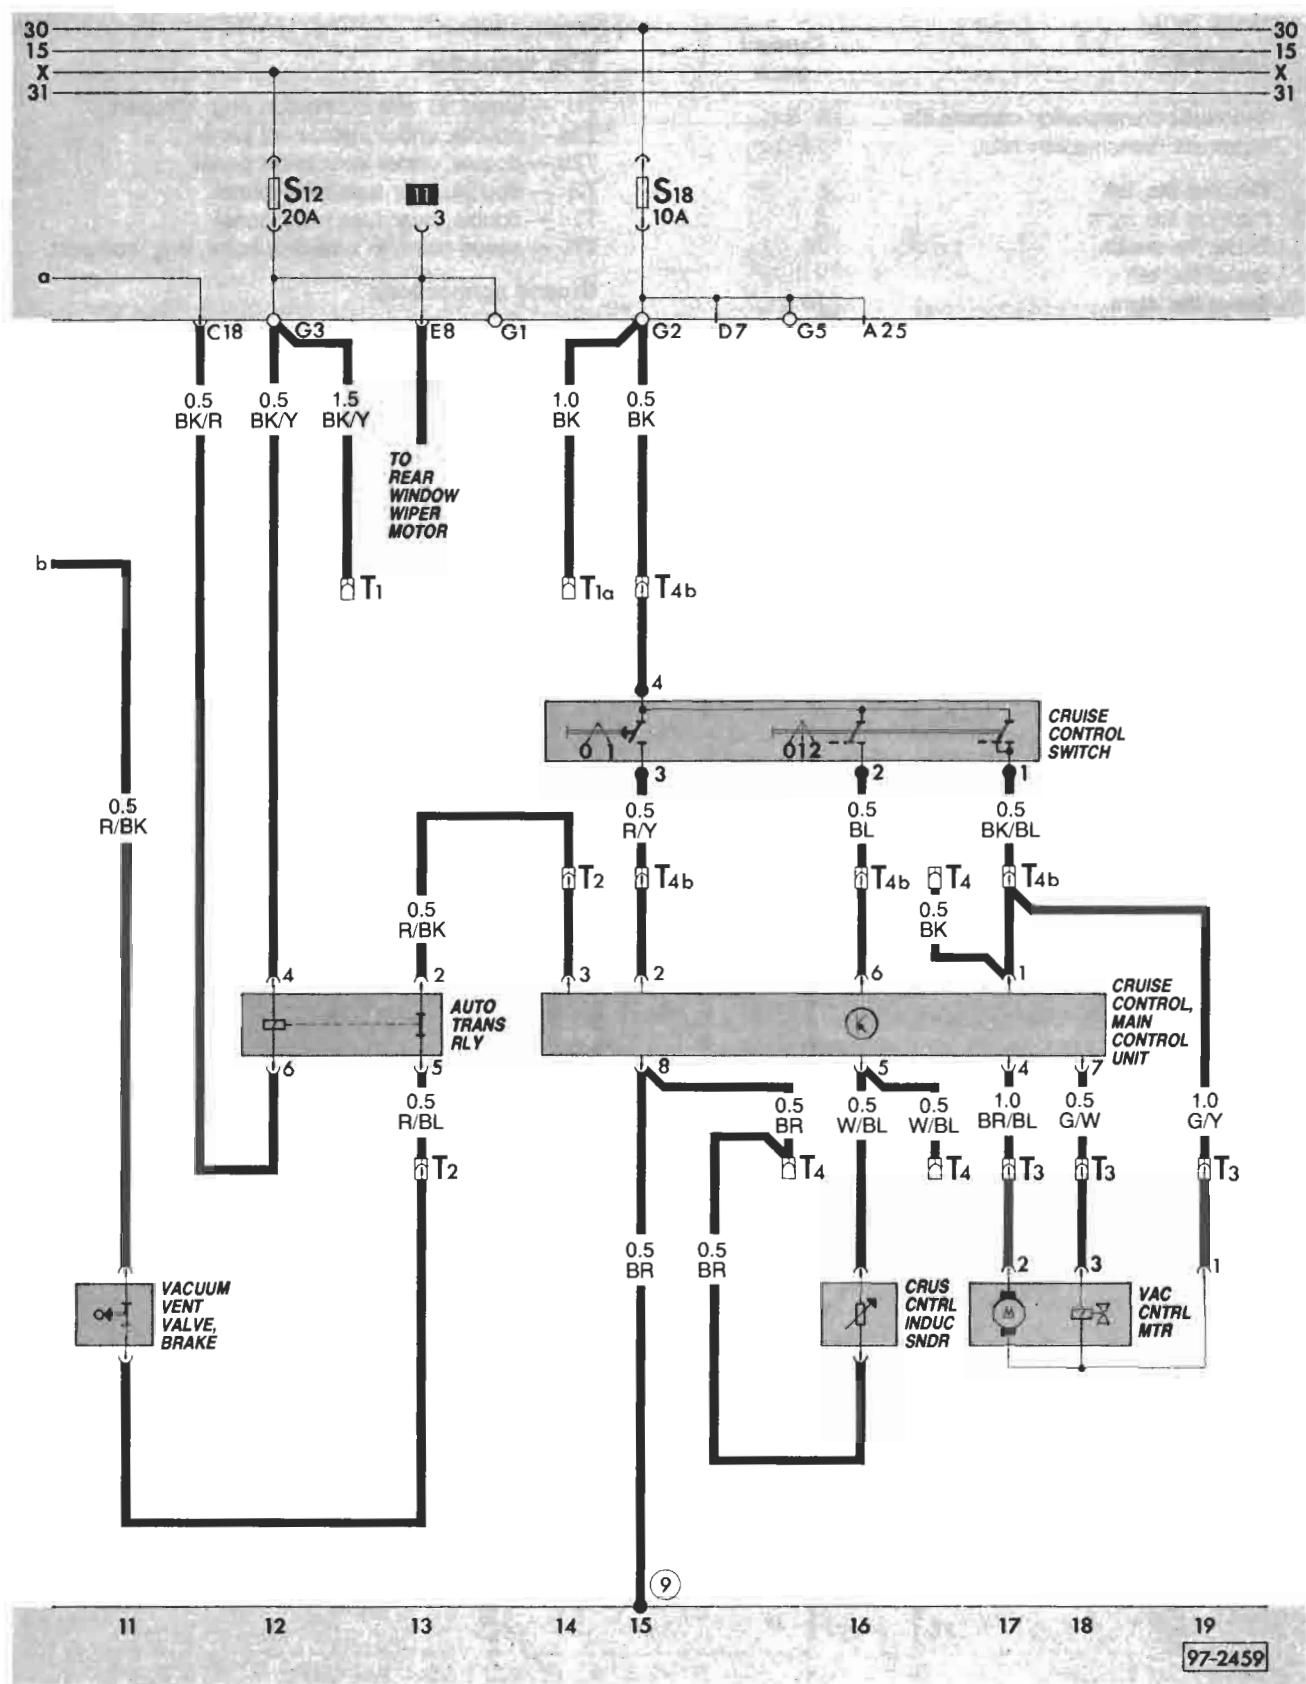 30 30
15 15
X X
31 31
S12
20A
11
3
S18
10A
a
C18 G3 E8 G1 G2 D7 G5 A25
0.5
BK/R
0.5
BK/Y
1.5
BK/Y
1.0
BK
0.5
BK
TO
REAR
WINDOW
WIPER
MOTOR
b
T1 T1a T4b
4
0 1
012
CRUISE
CONTROL
SWITCH
3 2 1
0.5
R/BK
0.5
R/Y
0.5
BL
0.5
BK/BL
T2 T4b T4b T4 T4b
0.5
R/BK
0.5
BK
4 2 3 2 6 1
AUTO
TRANS
RLY
K
CRUISE
CONTROL,
MAIN
CONTROL
UNIT
6 5 8 5 4 7
0.5
R/BL
0.5
BR
0.5
W/BL
0.5
W/BL
1.0
BR/BL
0.5
G/W
1.0
G/Y
T2 T4 T4 T3 T3 T3
0.5
BR
0.5
BR
2 3 1
VACUUM
VENT
VALVE,
BRAKE
CRUS
CNTRL
INDUC
SNDR
M
VAC
CNTRL
MTR
9
11 12 13 14 15 16 17 18 19
97-2459